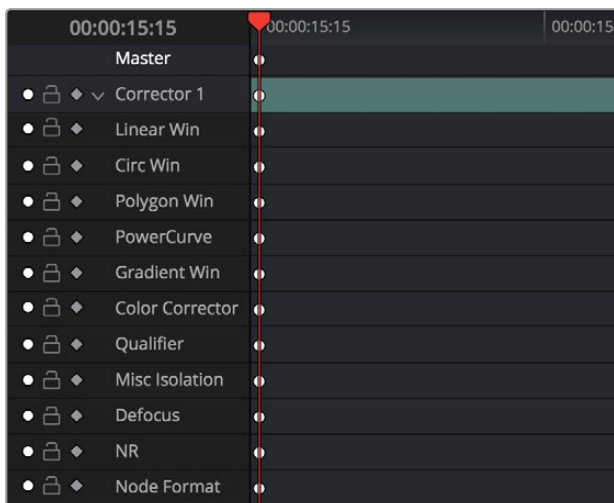 00:00:15:15 00:00:15:15 00:00:15
Master
Corrector 1
Linear Win
Circ Win
Polygon Win
PowerCurve
Gradient Win
Color Corrector
Qualifier
Misc Isolation
Defocus
NR
Node Format